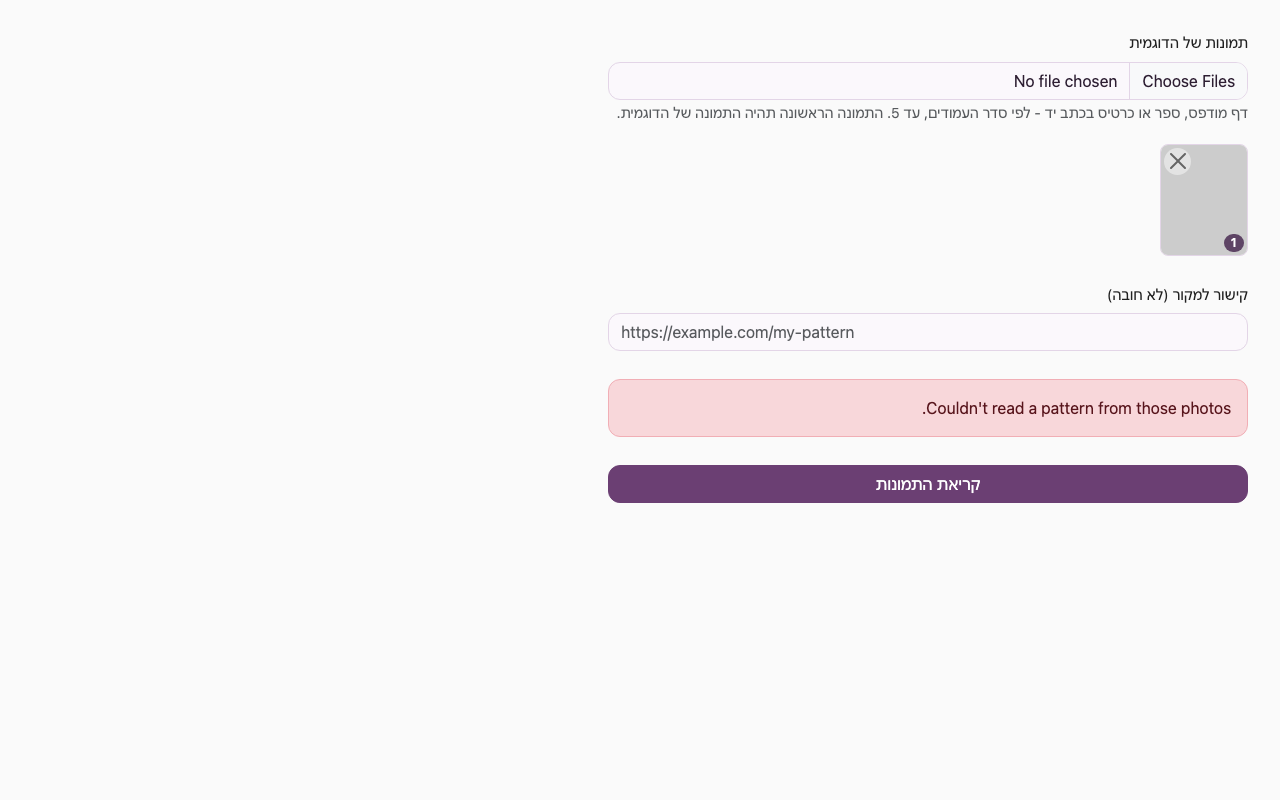 תמונות של הדוגמית
Choose Files No file chosen
דף מודפס, ספר או כרטיס בכתב יד - לפי סדר העמודים, עד 5. התמונה הראשונה תהיה התמונה של הדוגמית.
1
קישור למקור (לא חובה)
https://example.com/my-pattern
Couldn't read a pattern from those photos.
קריאת התמונות